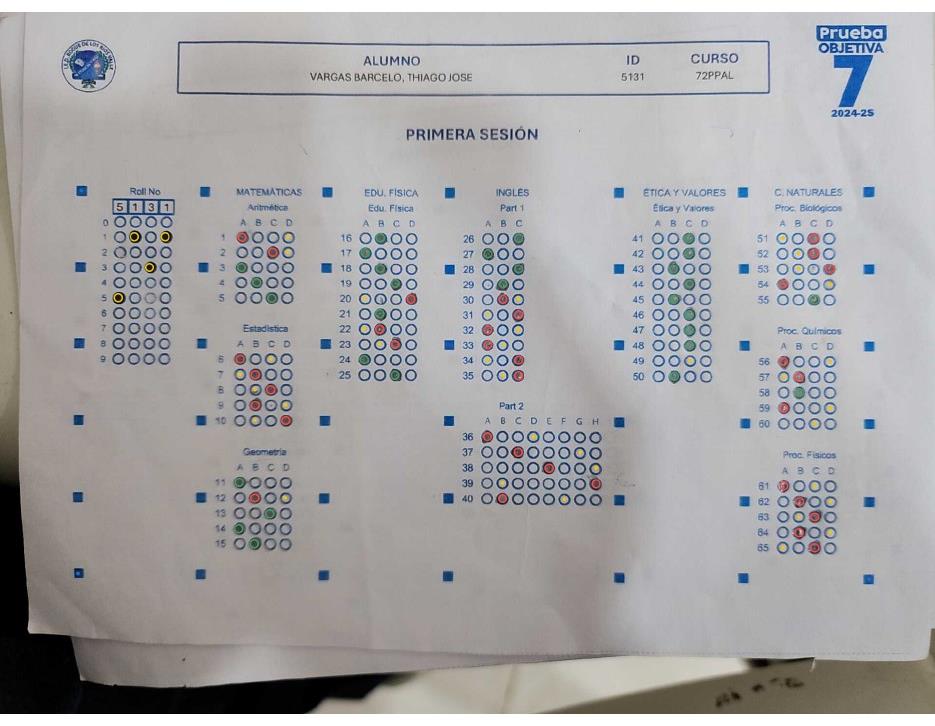 I.E.D. ROQUE DE LOS RIOS VALLE
Prueba
OBJETIVA
7
2024-25
ALUMNO ID CURSO
VARGAS BARCELO, THIAGO JOSE 5131 72PPAL
PRIMERA SESIÓN
Roll No
5 1 3 1
0
1
2
3
4
5
6
7
8
9
MATEMÁTICAS
Aritmética
A B C D
1
2
3
4
5
Estadística
A B C D
6
7
8
9
10
Geometría
A B C D
11
12
13
14
15
EDU. FÍSICA
Edu. Física
A B C D
16
17
18
19
20
21
22
23
24
25
INGLÉS
Part 1
A B C
26
27
28
29
30
31
32
33
34
35
Part 2
A B C D E F G H
36
37
38
39
40
ÉTICA Y VALORES
Ética y Valores
A B C D
41
42
43
44
45
46
47
48
49
50
C. NATURALES
Proc. Biológicos
A B C D
51
52
53
54
55
Proc. Químicos
A B C D
56
57
58
59
60
Proc. Físicos
A B C D
61
62
63
64
65